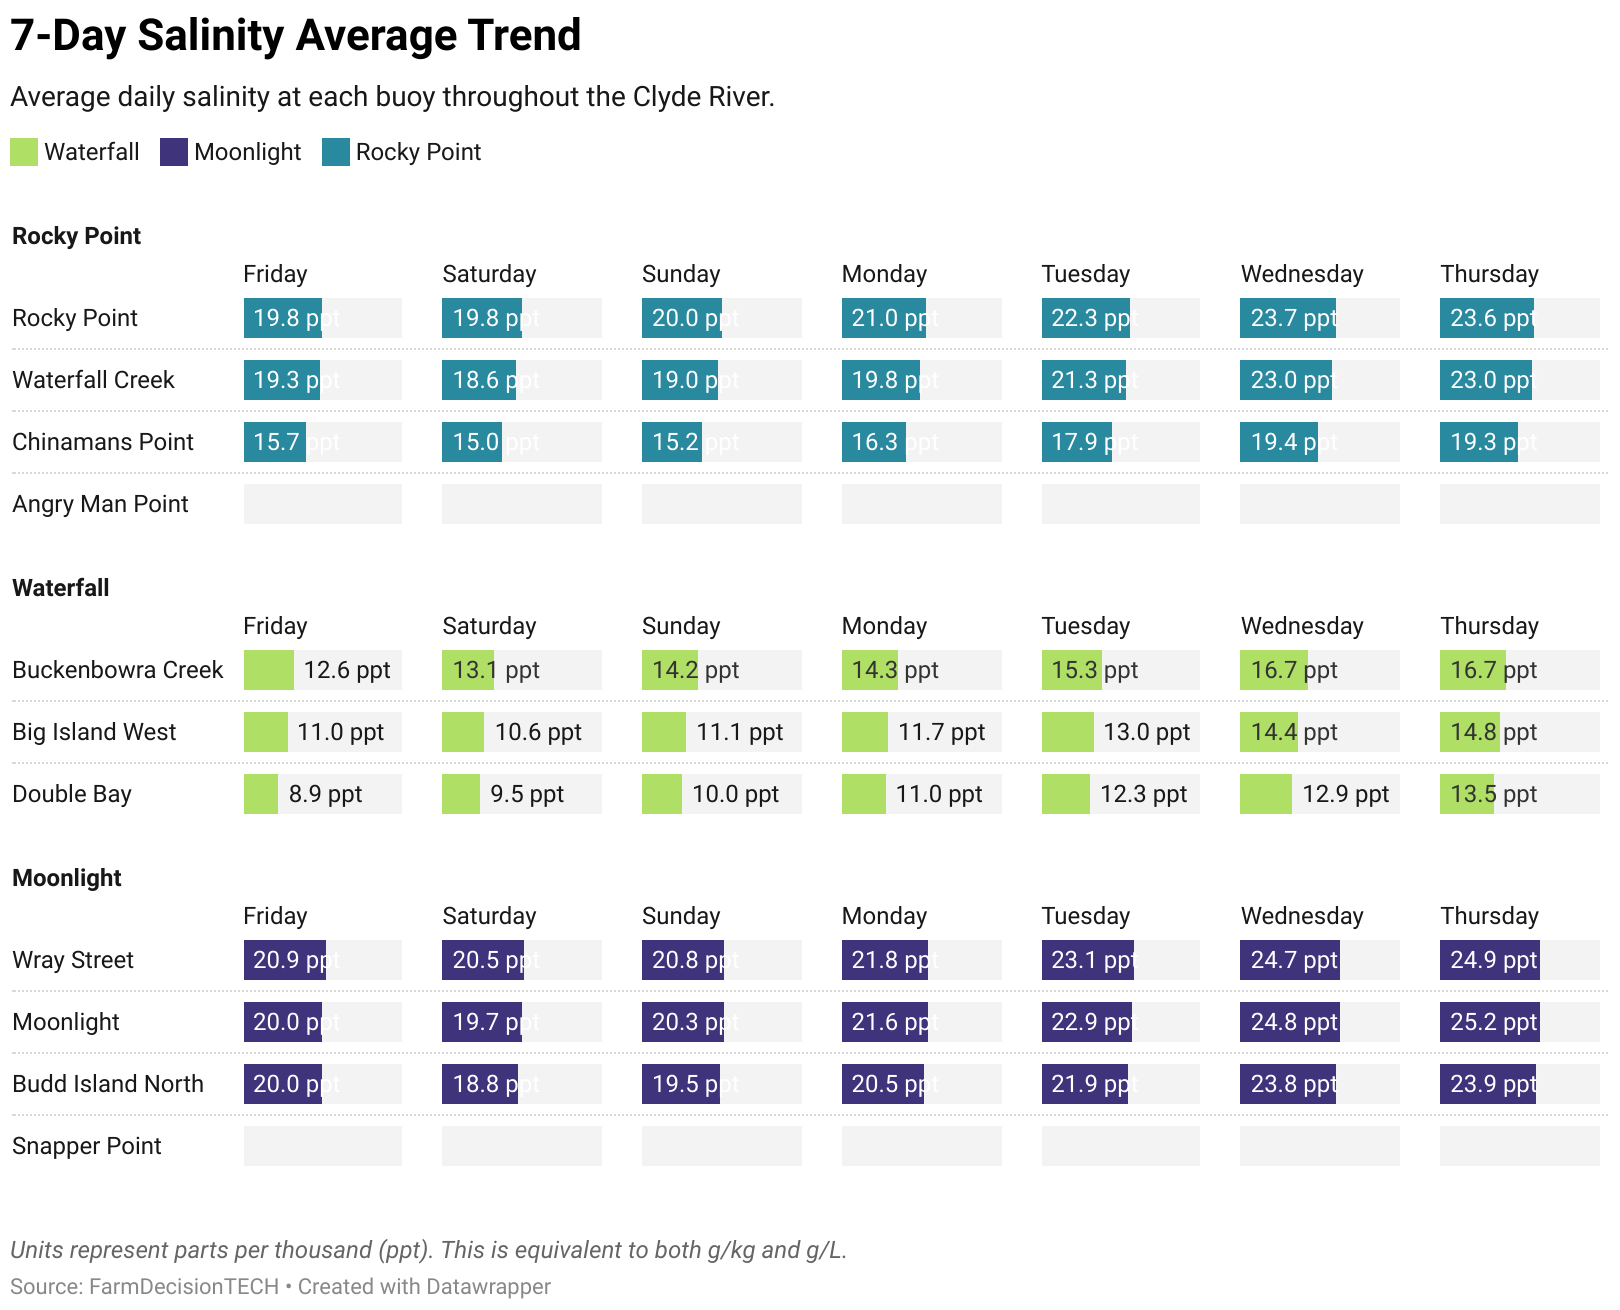 7-Day Salinity Average Trend
Average daily salinity at each buoy throughout the Clyde River.
Waterfall Moonlight Rocky Point
Rocky Point
Friday Saturday Sunday Monday Tuesday Wednesday Thursday
Rocky Point 19.8 ppt 19.8 ppt 20.0 ppt 21.0 ppt 22.3 ppt 23.7 ppt 23.6 ppt
Waterfall Creek 19.3 ppt 18.6 ppt 19.0 ppt 19.8 ppt 21.3 ppt 23.0 ppt 23.0 ppt
Chinamans Point 15.7 ppt 15.0 ppt 15.2 ppt 16.3 ppt 17.9 ppt 19.4 ppt 19.3 ppt
Angry Man Point
Waterfall
Friday Saturday Sunday Monday Tuesday Wednesday Thursday
Buckenbowra Creek 12.6 ppt 13.1 ppt 14.2 ppt 14.3 ppt 15.3 ppt 16.7 ppt 16.7 ppt
Big Island West 11.0 ppt 10.6 ppt 11.1 ppt 11.7 ppt 13.0 ppt 14.4 ppt 14.8 ppt
Double Bay 8.9 ppt 9.5 ppt 10.0 ppt 11.0 ppt 12.3 ppt 12.9 ppt 13.5 ppt
Moonlight
Friday Saturday Sunday Monday Tuesday Wednesday Thursday
Wray Street 20.9 ppt 20.5 ppt 20.8 ppt 21.8 ppt 23.1 ppt 24.7 ppt 24.9 ppt
Moonlight 20.0 ppt 19.7 ppt 20.3 ppt 21.6 ppt 22.9 ppt 24.8 ppt 25.2 ppt
Budd Island North 20.0 ppt 18.8 ppt 19.5 ppt 20.5 ppt 21.9 ppt 23.8 ppt 23.9 ppt
Snapper Point
Units represent parts per thousand (ppt). This is equivalent to both g/kg and g/L.
Source: FarmDecisionTECH • Created with Datawrapper